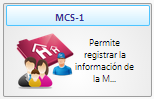 MCS-1
Permite
registrar la
información de
la M...